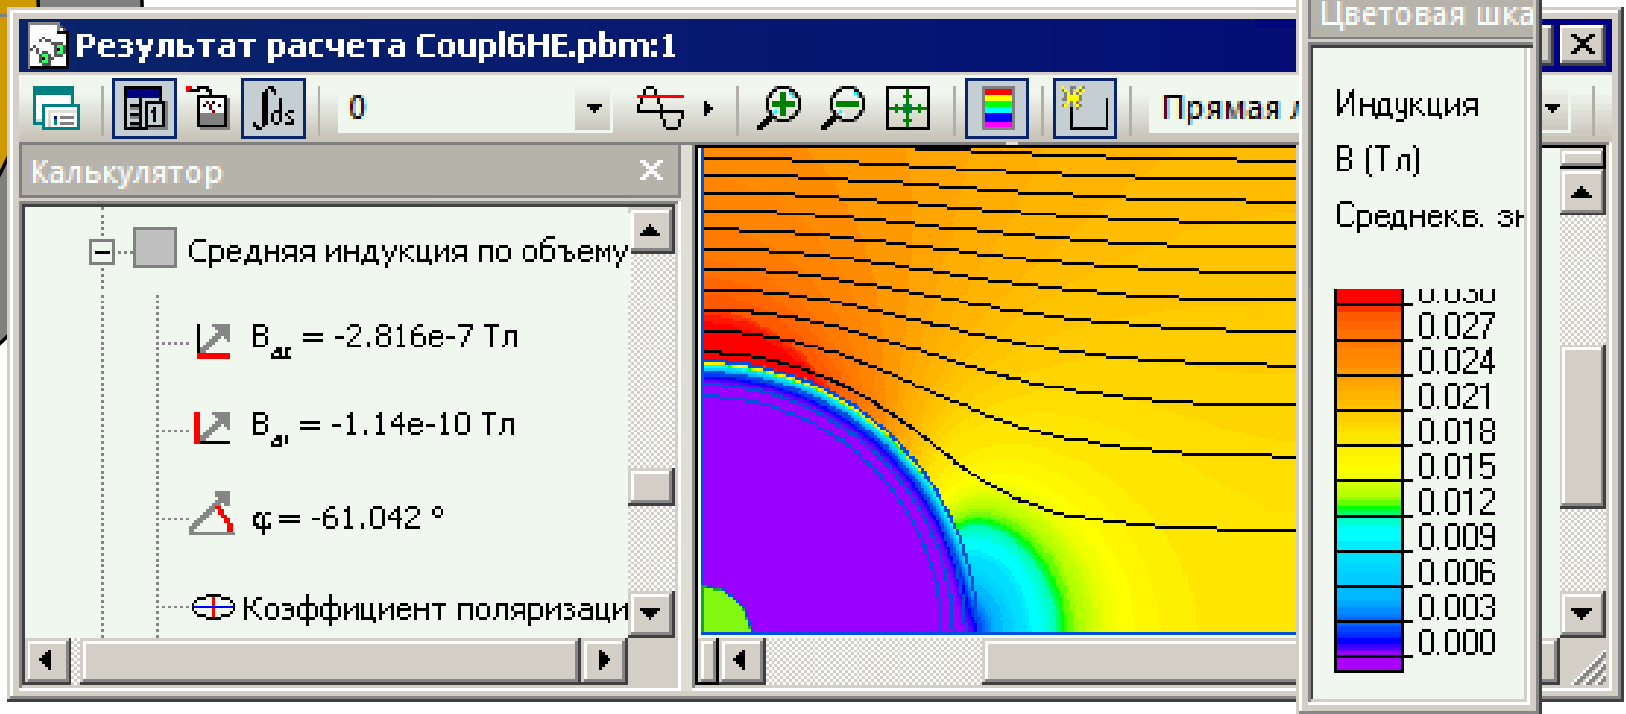 Результат расчета Coupl6HE.pbm:1
Цветовая шка
0
Прямая л
Калькулятор
Средняя индукция по объему
= -2.816e-7 Тл
= -1.14e-10 Тл
φ = -61.042 °
Коэффициент поляризаци
Индукция
B (Тл)
Среднекв. зн
0.030
0.027
0.024
0.021
0.018
0.015
0.012
0.009
0.006
0.003
0.000